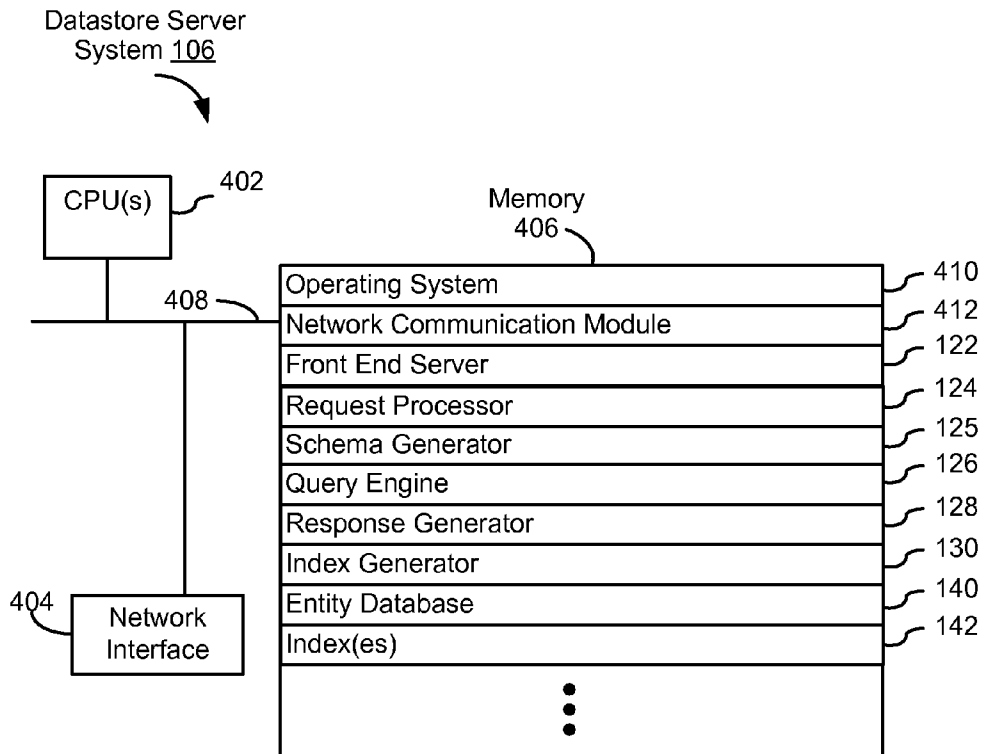 Datastore Server
System 106
CPU(s)
402
Memory
406
408
Operating System
410
Network Communication Module
412
Front End Server
122
Request Processor
124
Schema Generator
125
Query Engine
126
Response Generator
128
Index Generator
130
Entity Database
140
Index(es)
142
404
Network
Interface